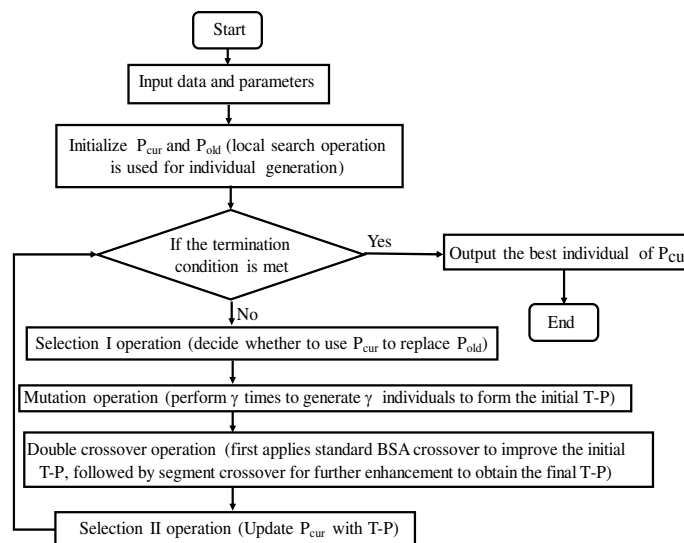 Start
Input data and parameters
Initialize Pcur and Pold (local search operation
is used for individual generation)
If the termination
condition is met
Yes
Output the best individual of Pcu
End
No
Selection I operation (decide whether to use Pcur to replace Pold)
Mutation operation (perform γ times to generate γ individuals to form the initial T-P)
Double crossover operation (first applies standard BSA crossover to improve the initial
T-P, followed by segment crossover for further enhancement to obtain the final T-P)
Selection II operation (Update Pcur with T-P)